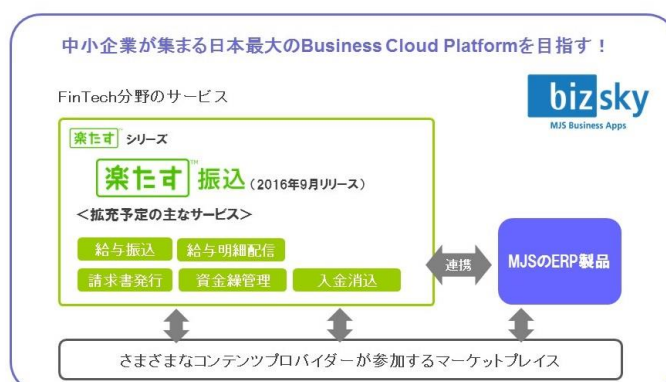 中小企業が集まる日本最大のBusiness Cloud Platformを目指す！
FinTech分野のサービス
bizsky
MJS Business Apps
楽たす™ シリーズ
楽たす™ 振込 （2016年9月リリース）
＜拡充予定の主なサービス＞
給与振込 給与明細配信
請求書発行 資金繰管理 入金消込
連携
MJSのERP製品
さまざまなコンテンツプロバイダーが参加するマーケットプレイス